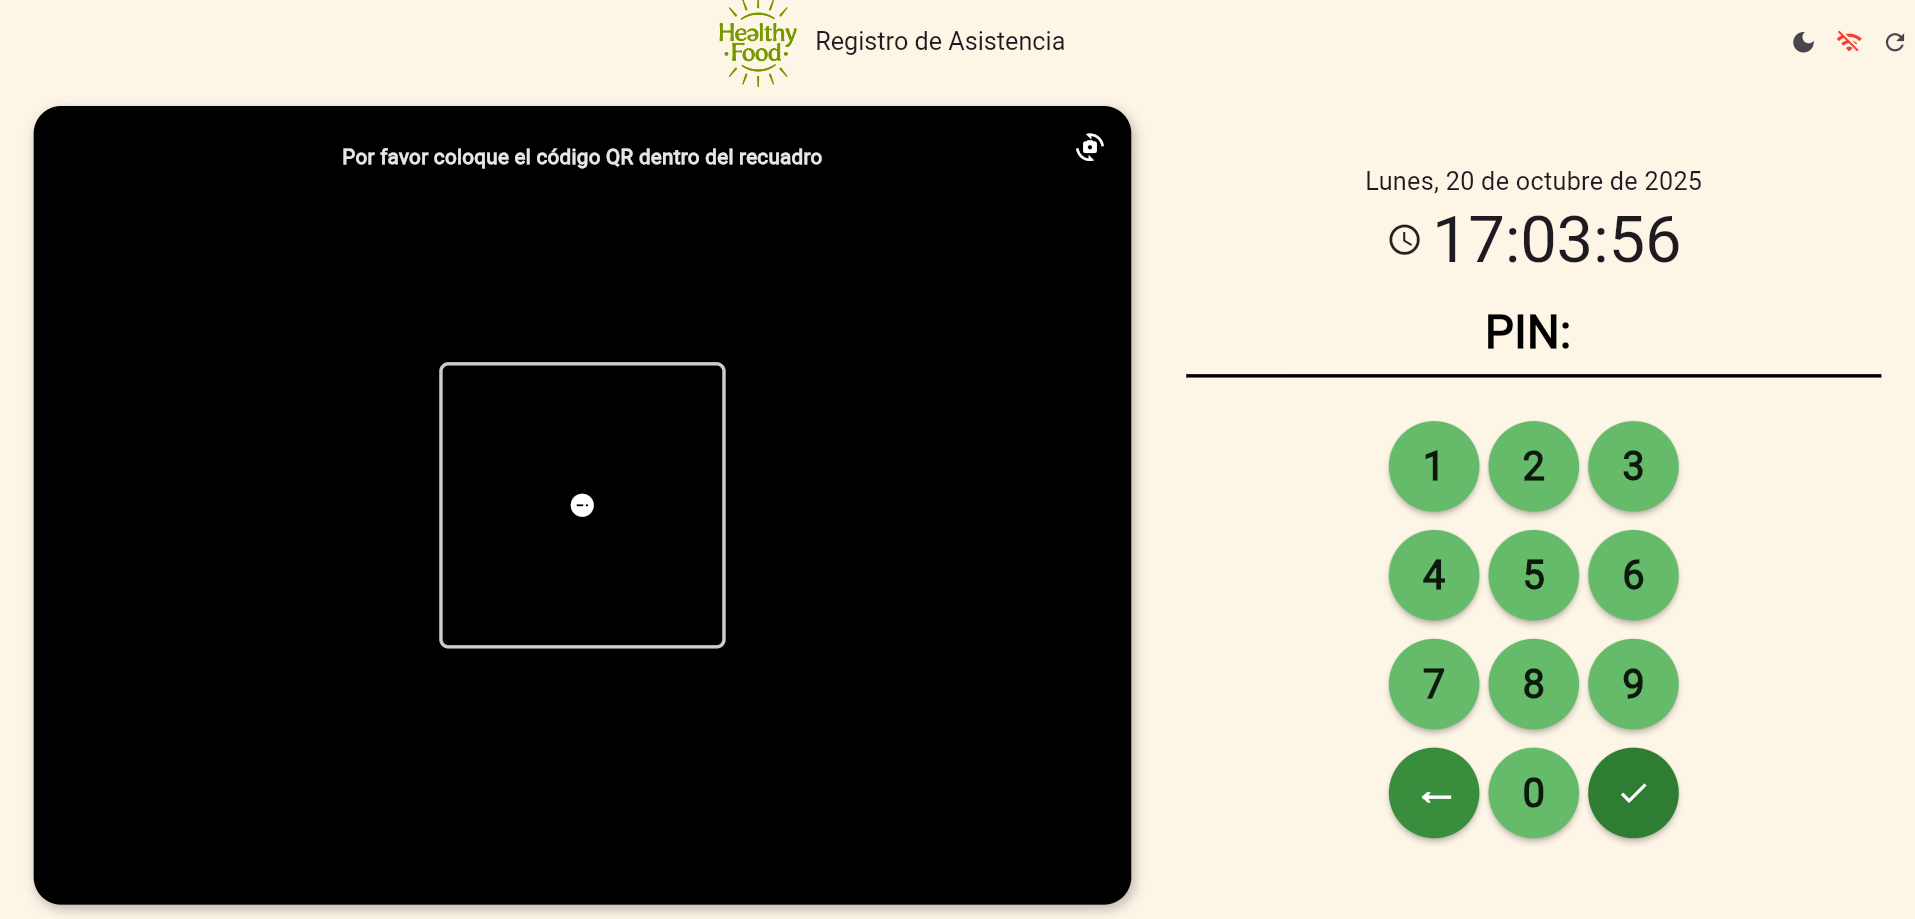 Healthy
·Food·
Registro de Asistencia
Por favor coloque el código QR dentro del recuadro
Lunes, 20 de octubre de 2025
17:03:56
PIN:
1 2 3
4 5 6
7 8 9
← 0 ✓